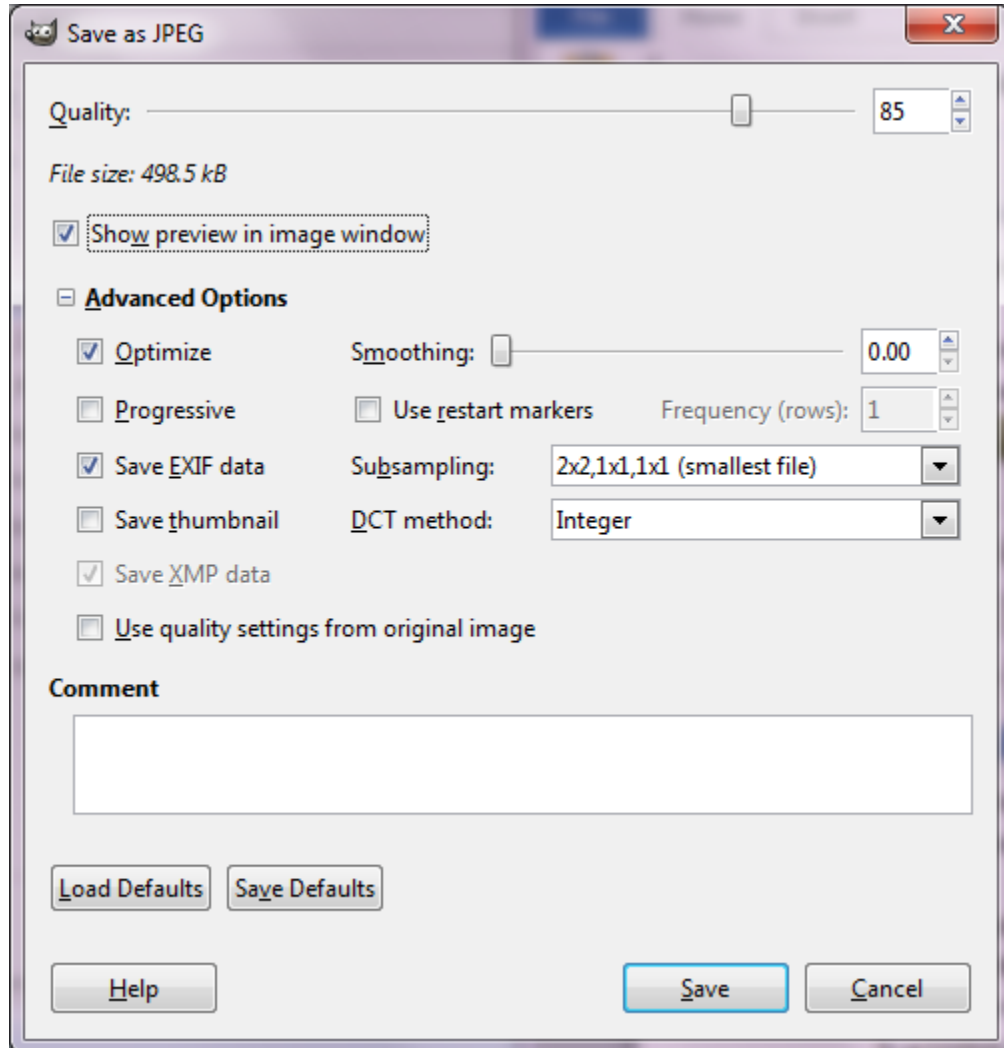 Save as JPEG
Quality: 85
File size: 498.5 kB
Show preview in image window
Advanced Options
Optimize Smoothing: 0.00
Progressive Use restart markers Frequency (rows): 1
Save EXIF data Subsampling: 2x2,1x1,1x1 (smallest file)
Save thumbnail DCT method: Integer
Save XMP data
Use quality settings from original image
Comment
Load Defaults Save Defaults
Help Save Cancel